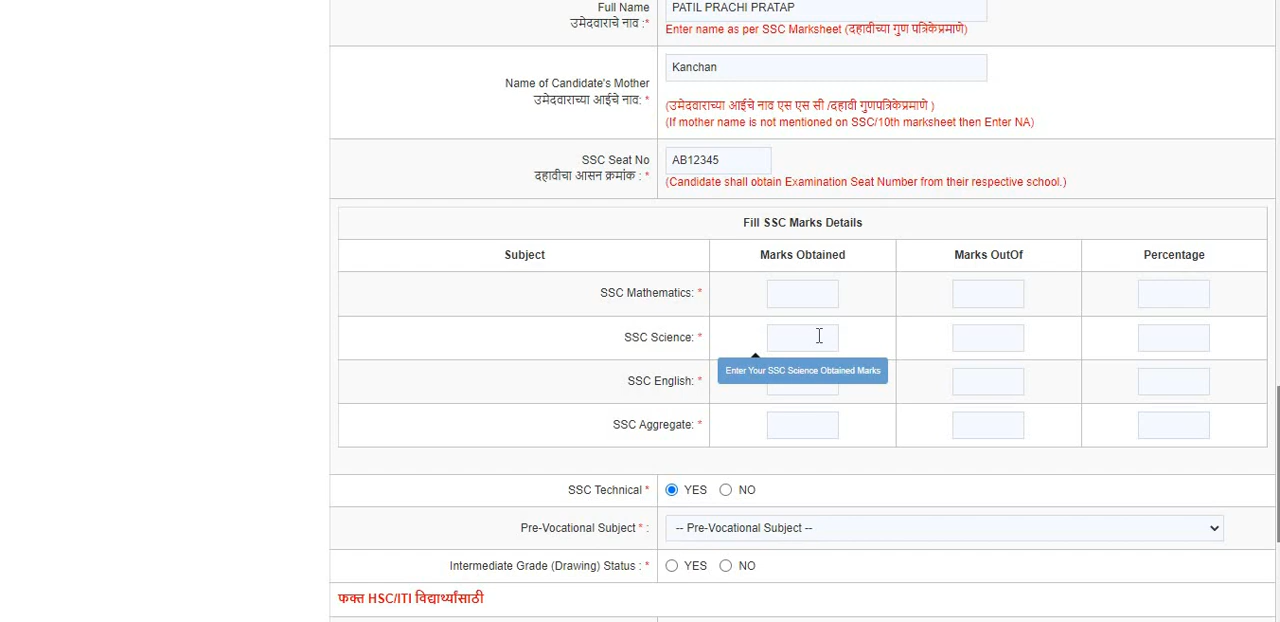 Full Name
उमेदवाराचे नाव :*
PATIL PRACHI PRATAP
Enter name as per SSC Marksheet (दहावीच्या गुण पत्रिकेप्रमाणे)
Name of Candidate's Mother
उमेदवाराच्या आईचे नाव: *
Kanchan
(उमेदवाराच्या आईचे नाव एस एस सी /दहावी गुणपत्रिकेप्रमाणे )
(If mother name is not mentioned on SSC/10th marksheet then Enter NA)
SSC Seat No
दहावीचा आसन क्रमांक : *
AB12345
(Candidate shall obtain Examination Seat Number from their respective school.)
Fill SSC Marks Details
Subject Marks Obtained Marks OutOf Percentage
SSC Mathematics: *
SSC Science: *
Enter Your SSC Science Obtained Marks
SSC English: *
SSC Aggregate: *
SSC Technical * YES NO
Pre-Vocational Subject * : -- Pre-Vocational Subject --
Intermediate Grade (Drawing) Status : * YES NO
फक्त HSC/ITI विद्यार्थ्यांसाठी